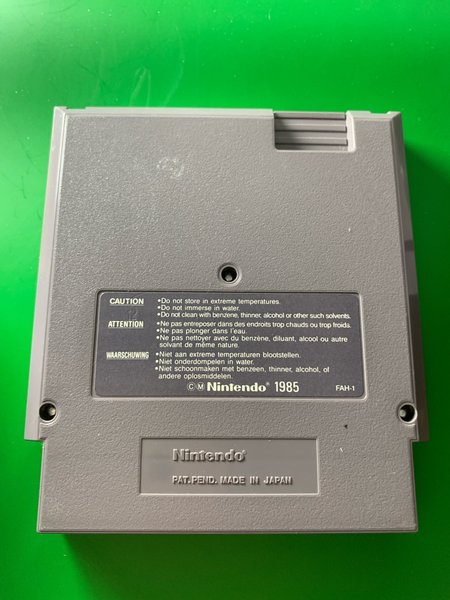 CAUTION •Do not store in extreme temperatures.
•Do not immerse in water.
•Do not clean with benzene, thinner, alcohol or other such solvents.
ATTENTION •Ne pas entreposer dans des endroits trop chauds ou trop froids.
•Ne pas plonger dans l'eau.
•Ne pas nettoyer avec du benzène, diluant, alcool ou autre
solvant de même nature.
WAARSCHUWING •Niet aan extreme temperaturen blootstellen.
•Niet onderdompelen in water.
•Niet schoonmaken met benzeen, thinner, alcohol, of
andere oplosmiddelen.
©Ⓜ Nintendo® 1985 FAH-1
Nintendo®
PAT. PEND. MADE IN JAPAN